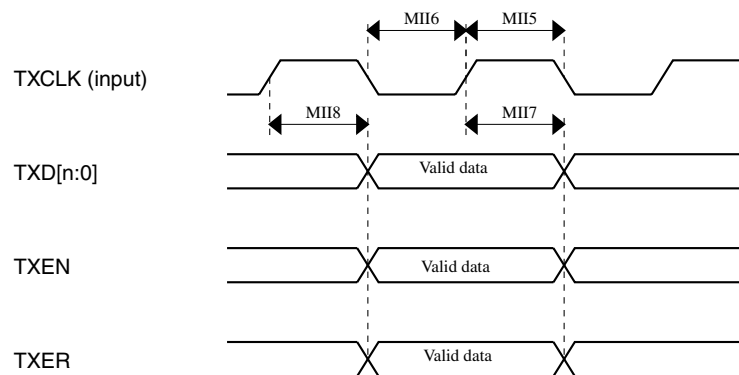 MII6 MII5
TXCLK (input)
MII8 MII7
TXD[n:0] Valid data
TXEN Valid data
TXER Valid data